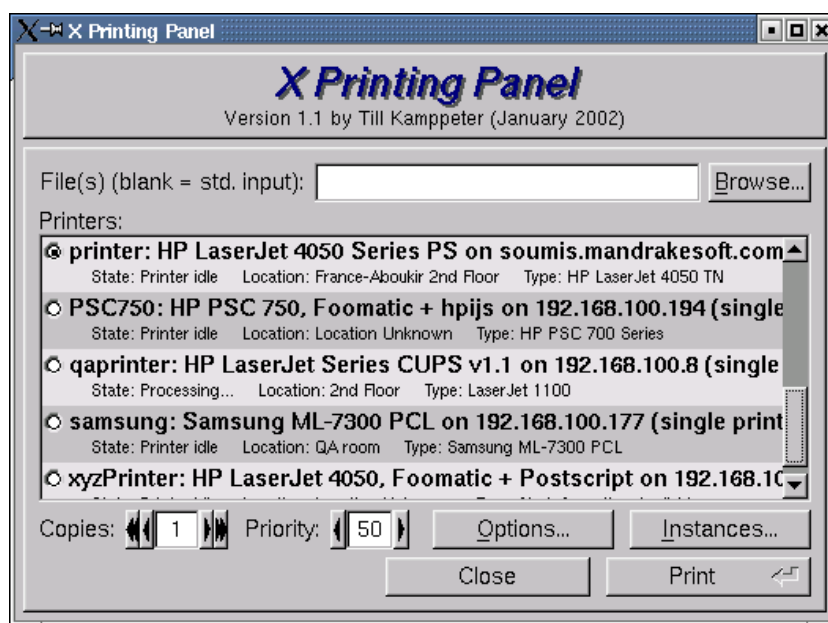 X Printing Panel
X Printing Panel
Version 1.1 by Till Kamppeter (January 2002)
File(s) (blank = std. input):
Browse...
Printers:
printer: HP LaserJet 4050 Series PS on soumis.mandrakesoft.com
State: Printer idle Location: France-Aboukir 2nd Floor Type: HP LaserJet 4050 TN
PSC750: HP PSC 750, Foomatic + hpijs on 192.168.100.194 (single
State: Printer idle Location: Location Unknown Type: HP PSC 700 Series
qaprinter: HP LaserJet Series CUPS v1.1 on 192.168.100.8 (single
State: Processing... Location: 2nd Floor Type: LaserJet 1100
samsung: Samsung ML-7300 PCL on 192.168.100.177 (single print
State: Printer idle Location: QA room Type: Samsung ML-7300 PCL
xyzPrinter: HP LaserJet 4050, Foomatic + Postscript on 192.168.10
Copies: 1 Priority: 50 Options... Instances...
Close Print